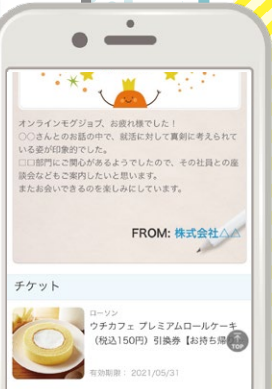 オンラインモグジョブ、お疲れ様でした！
○○さんとのお話の中で、就活に対して真剣に考えられて
いる姿が印象的でした。
□□部門にご関心があるようでしたので、その社員との座
談会などもご案内したいと思います。
またお会いできるのを楽しみにしています。
FROM: 株式会社△△
チケット
ローソン
ウチカフェ プレミアムロールケーキ
（税込150円）引換券【お持ち帰
TOP
有効期限： 2021/05/31